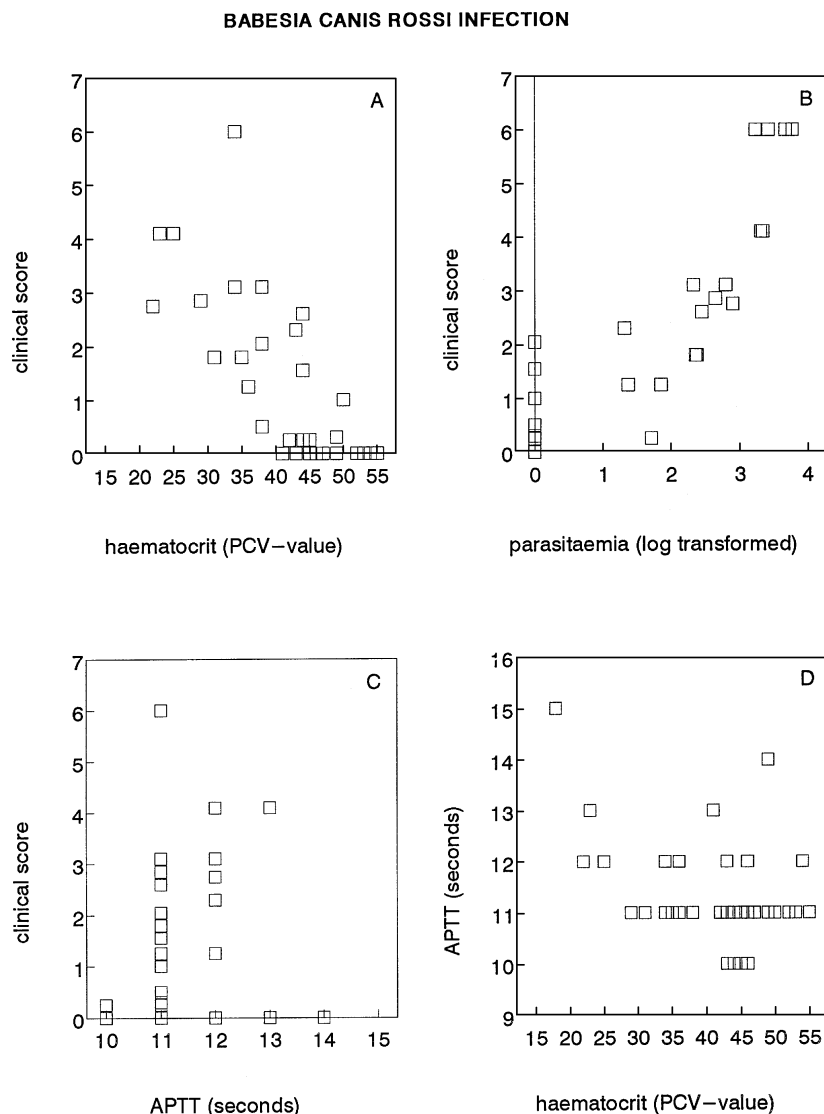 BABESIA CANIS ROSSI INFECTION
A
7
6
5
4
3
2
1
0
clinical score
15 20 25 30 35 40 45 50 55
haematocrit (PCV–value)
B
7
6
5
4
3
2
1
0
clinical score
0 1 2 3 4
parasitaemia (log transformed)
C
7
6
5
4
3
2
1
0
clinical score
10 11 12 13 14 15
APTT (seconds)
D
16
15
14
13
12
11
10
9
APTT (seconds)
15 20 25 30 35 40 45 50 55
haematocrit (PCV–value)